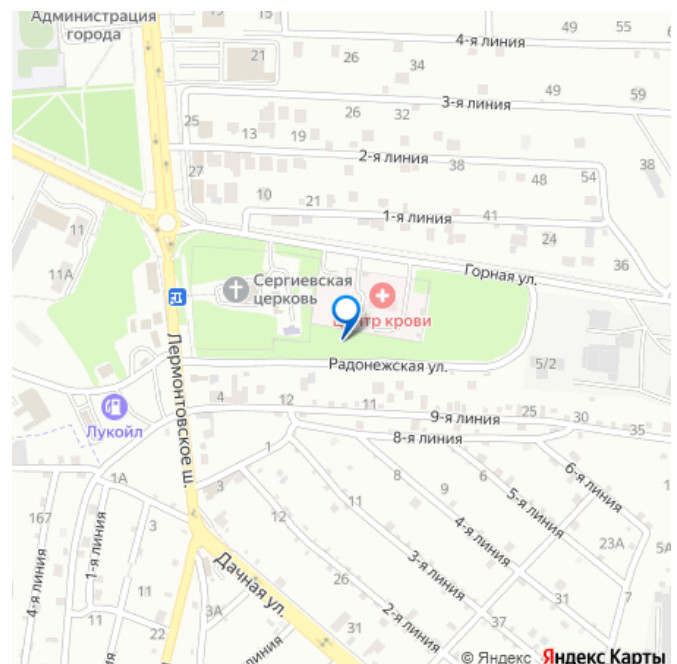 Администрация
города
15
49
55
4-я линия
21
26
34
3-я линия
49
59
25
13
19
26
32
2-я линия
38
38
27
48
54
10
21
1-я линия
41
24
36
11
11А
Горная ул.
Сергиевская
церковь
Центр крови
Радонежская ул.
5/2
Лермонтовское ш.
Лукойл
4
12
11
9-я линия
25
30
35
8-я линия
1
6-я линия
1А
3
8
9
6
5-я линия
167
3
12
11
4-я линия
23А
5А
1-я линия
4-я линия
3-я линия
7
11
Дачная ул.
26
31
37
2-я линия
3А
22
31
линия
© Яндекс Яндекс Карты